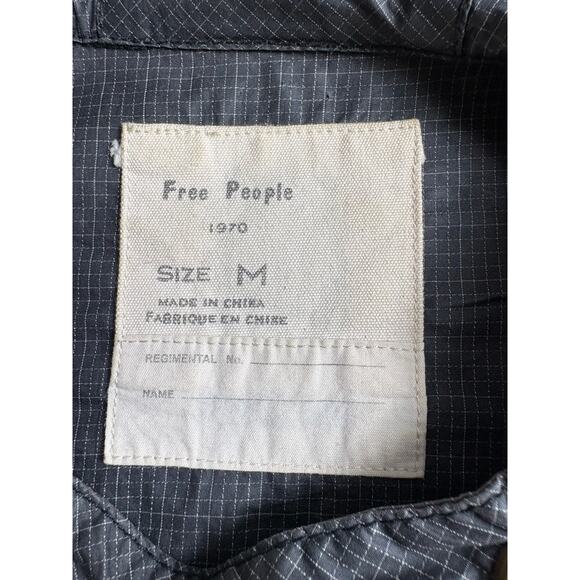 Free People
1970
SIZE M
MADE IN CHINA
FABRIQUE EN CHINE
REGIMENTAL No.
NAME